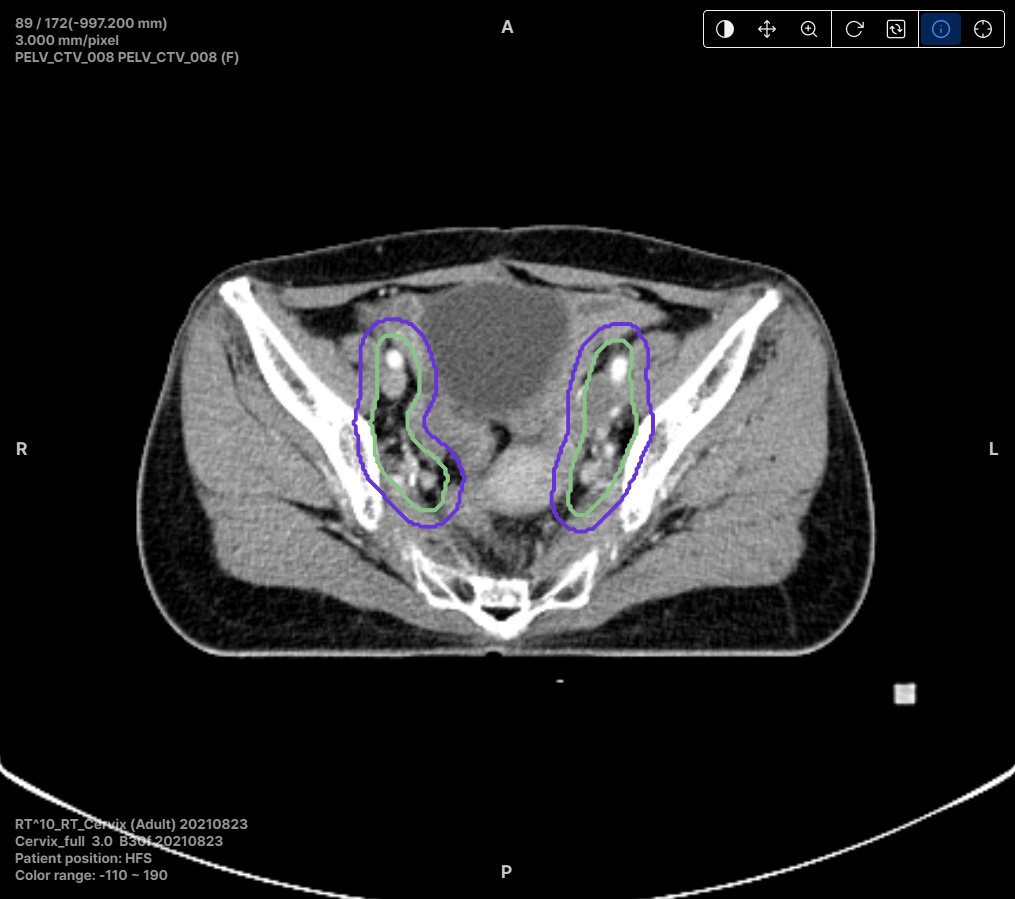 89 / 172(-997.200 mm)
3.000 mm/pixel
PELV_CTV_008 PELV_CTV_008 (F)
A
R
L
RT^10_RT_Cervix (Adult) 20210823
Cervix_full 3.0 B30f 20210823
Patient position: HFS
Color range: -110 ~ 190
P